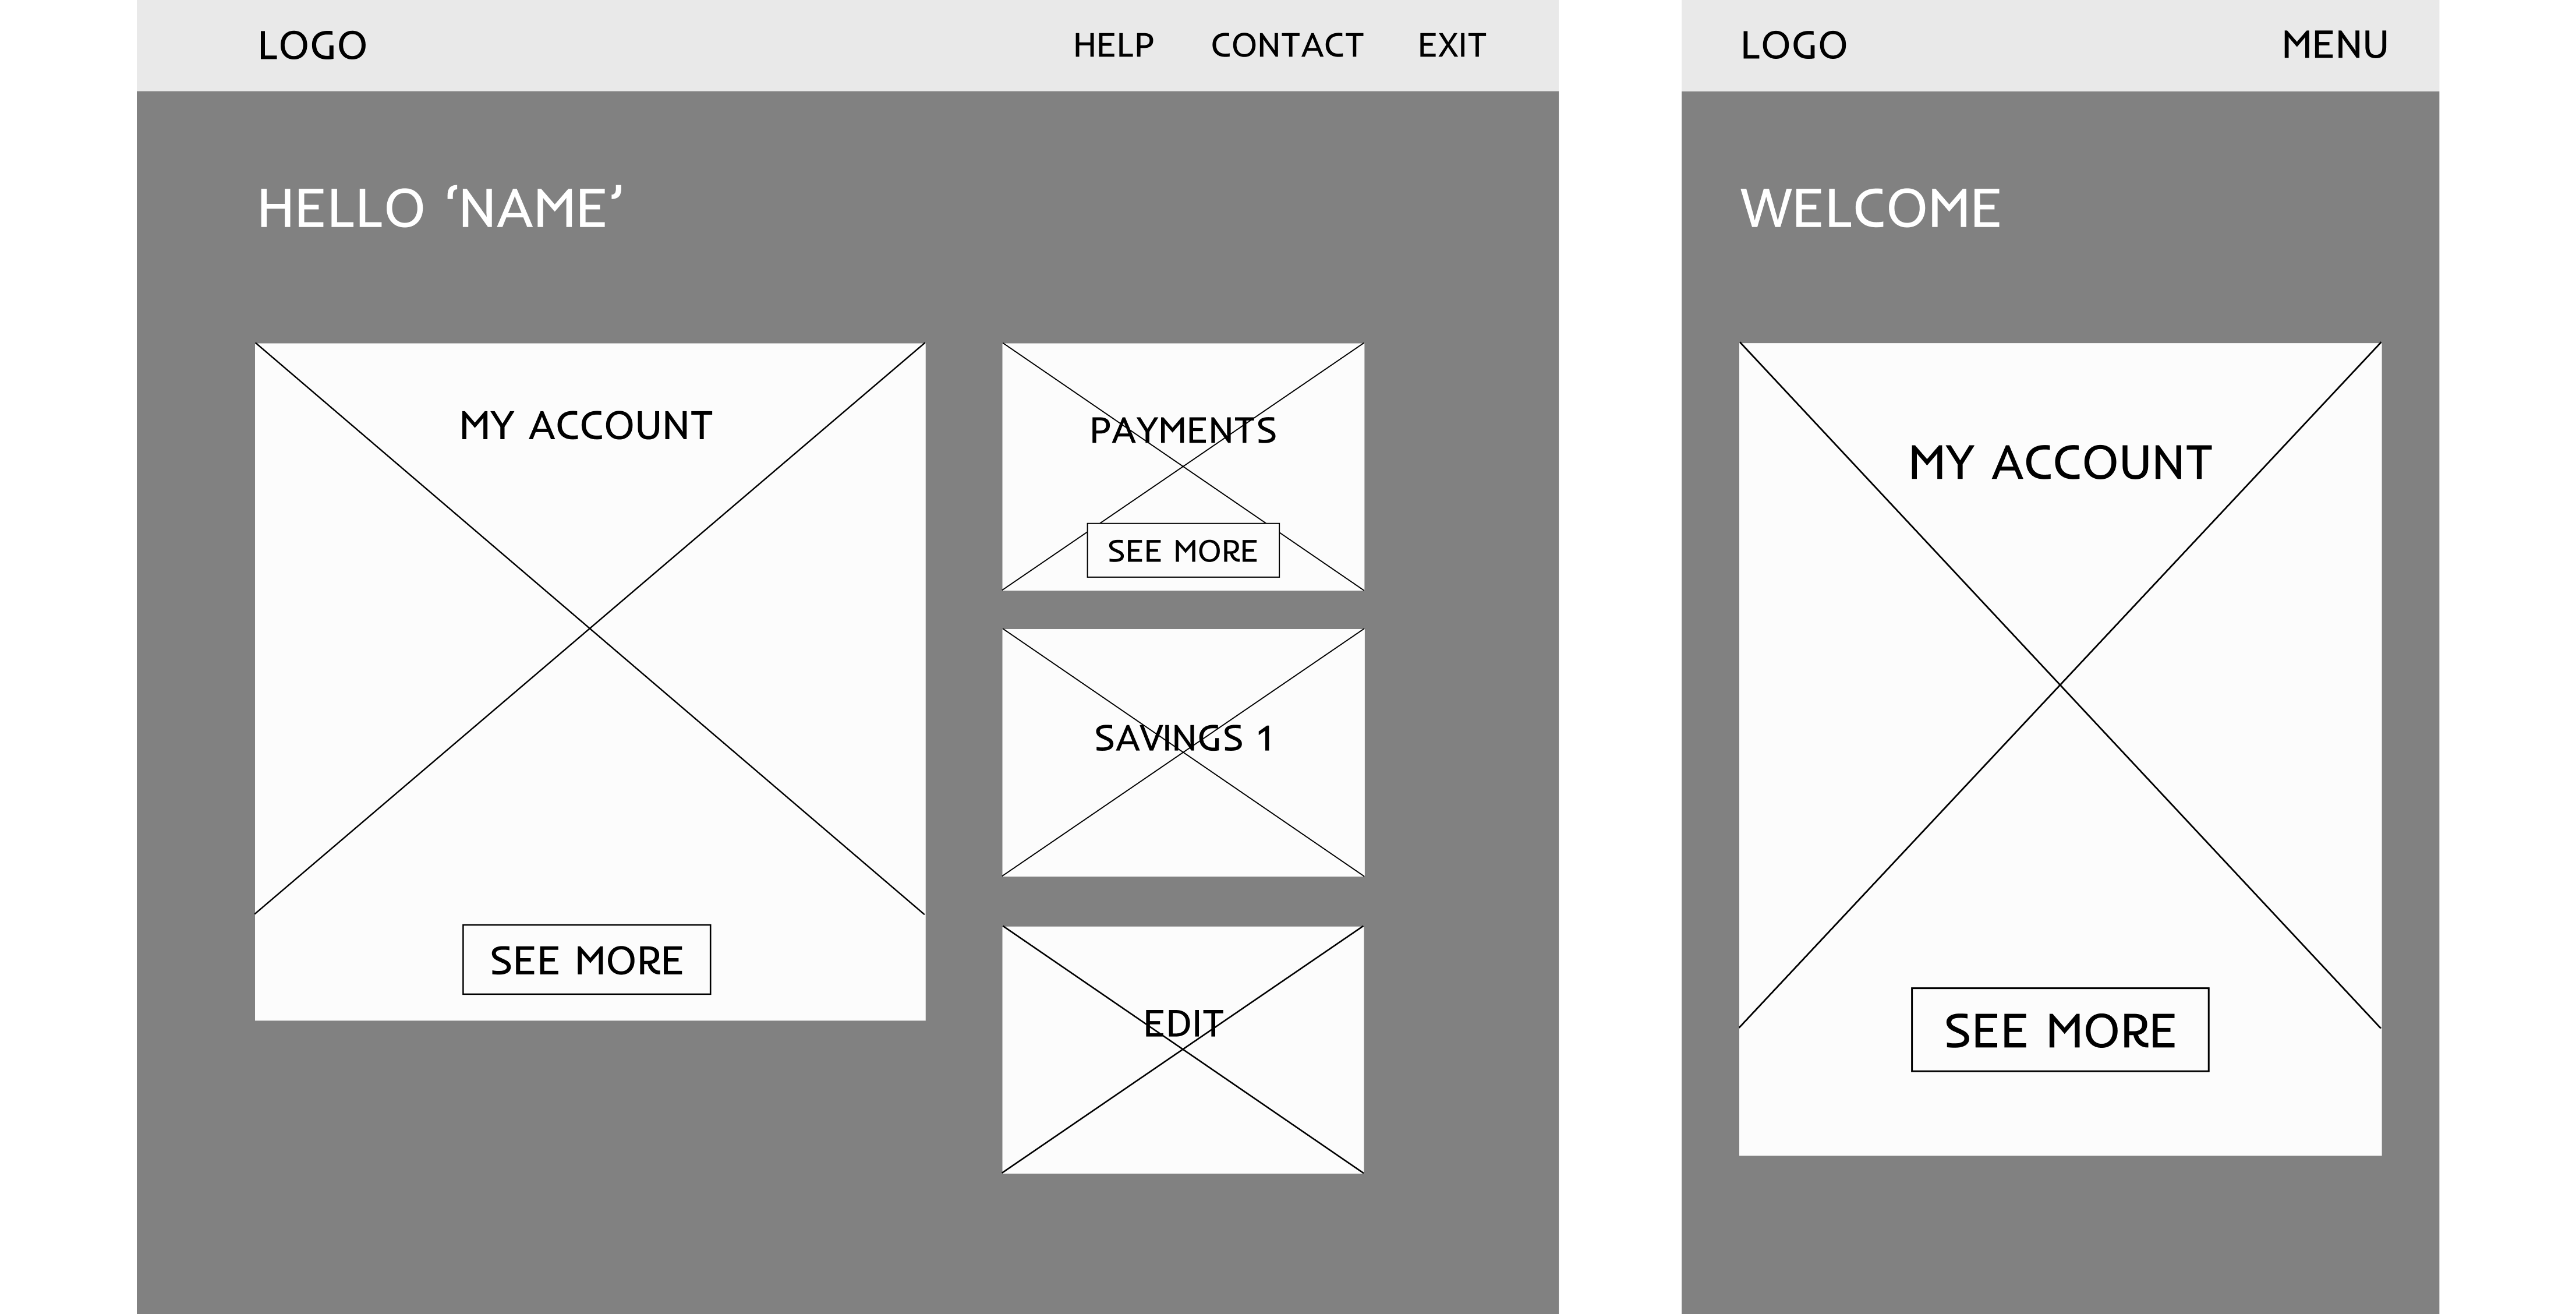 LOGO
HELP CONTACT EXIT
HELLO ‘NAME’
MY ACCOUNT
SEE MORE
PAYMENTS
SEE MORE
SAVINGS 1
EDIT
LOGO
MENU
WELCOME
MY ACCOUNT
SEE MORE